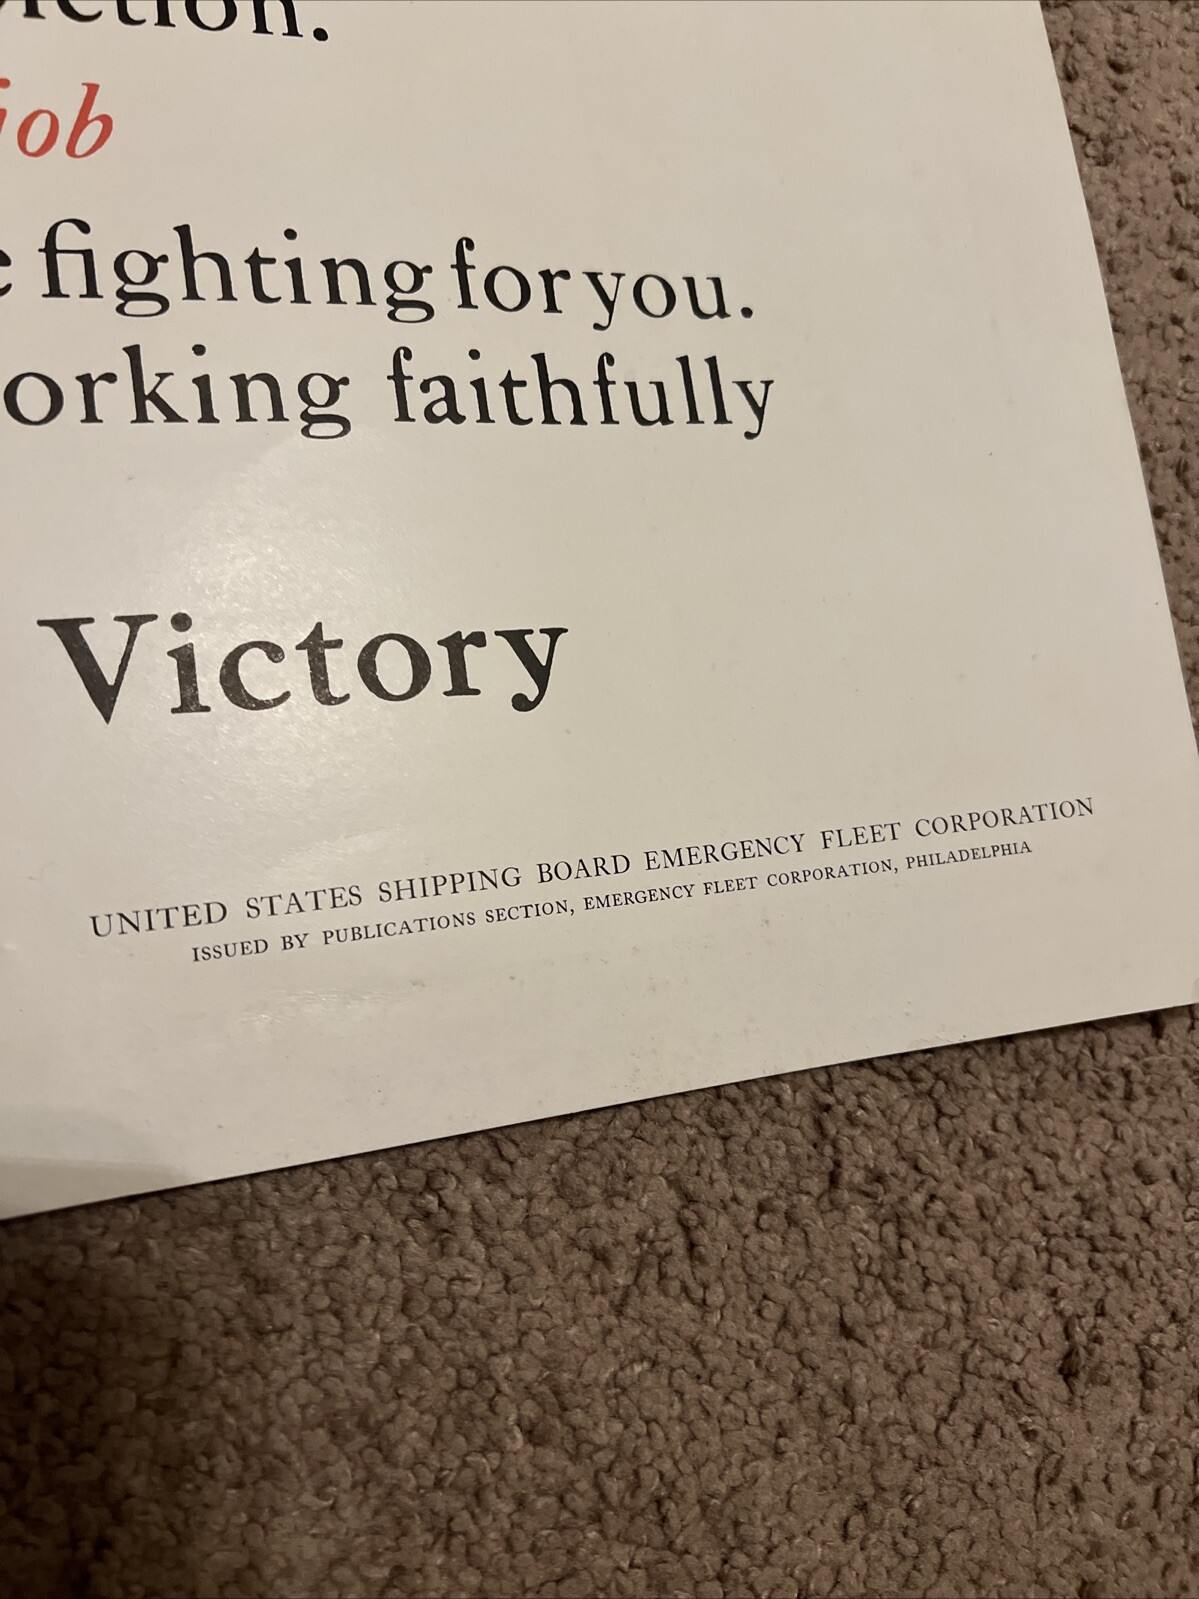 job
fighting for you.
faithfully
Victory
UNITED STATES SHIPPING BOARD EMERGENCY FLEET CORPORATION
ISSUED BY PUBLICATIONS SECTION, EMERGENCY FLEET CORPORATION, PHILADELPHIA